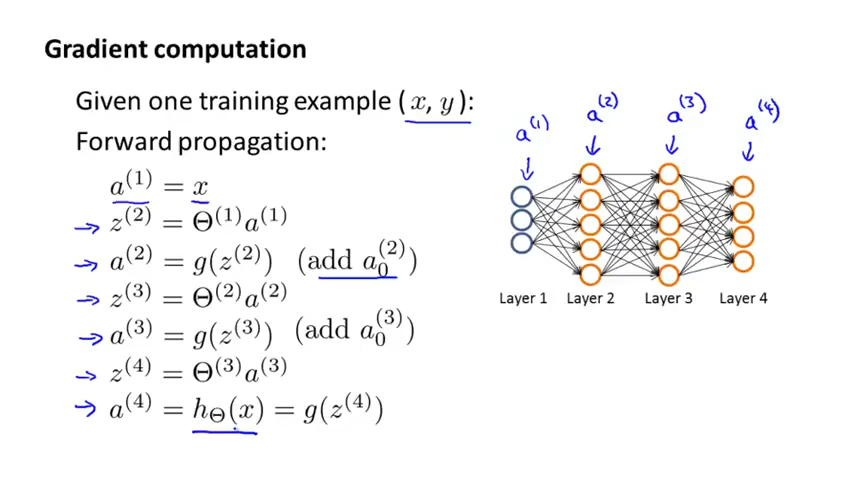 Gradient computation
Given one training example (x, y):
Forward propagation:
a⁽¹⁾ = x
→ z⁽²⁾ = Θ⁽¹⁾a⁽¹⁾
→ a⁽²⁾ = g(z⁽²⁾) (add a₀⁽²⁾)
→ z⁽³⁾ = Θ⁽²⁾a⁽²⁾
→ a⁽³⁾ = g(z⁽³⁾) (add a₀⁽³⁾)
→ z⁽⁴⁾ = Θ⁽³⁾a⁽³⁾
→ a⁽⁴⁾ = h_Θ(x) = g(z⁽⁴⁾)
a⁽¹⁾ a⁽²⁾ a⁽³⁾ a⁽⁴⁾
Layer 1 Layer 2 Layer 3 Layer 4